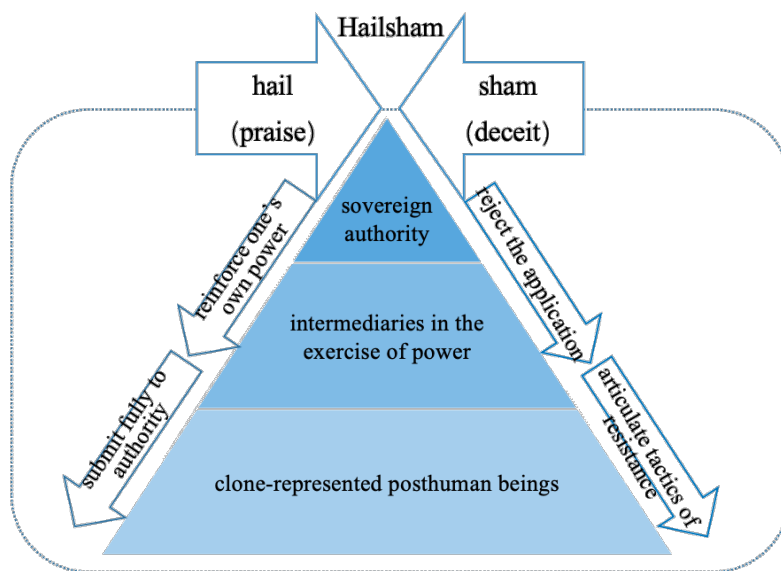 Hailsham
hail
(praise)
sham
(deceit)
sovereign
authority
reinforce one's
own power
reject the application
intermediaries in the
exercise of power
submit fully to
authority
articulate tactics of
resistance
clone-represented posthuman beings